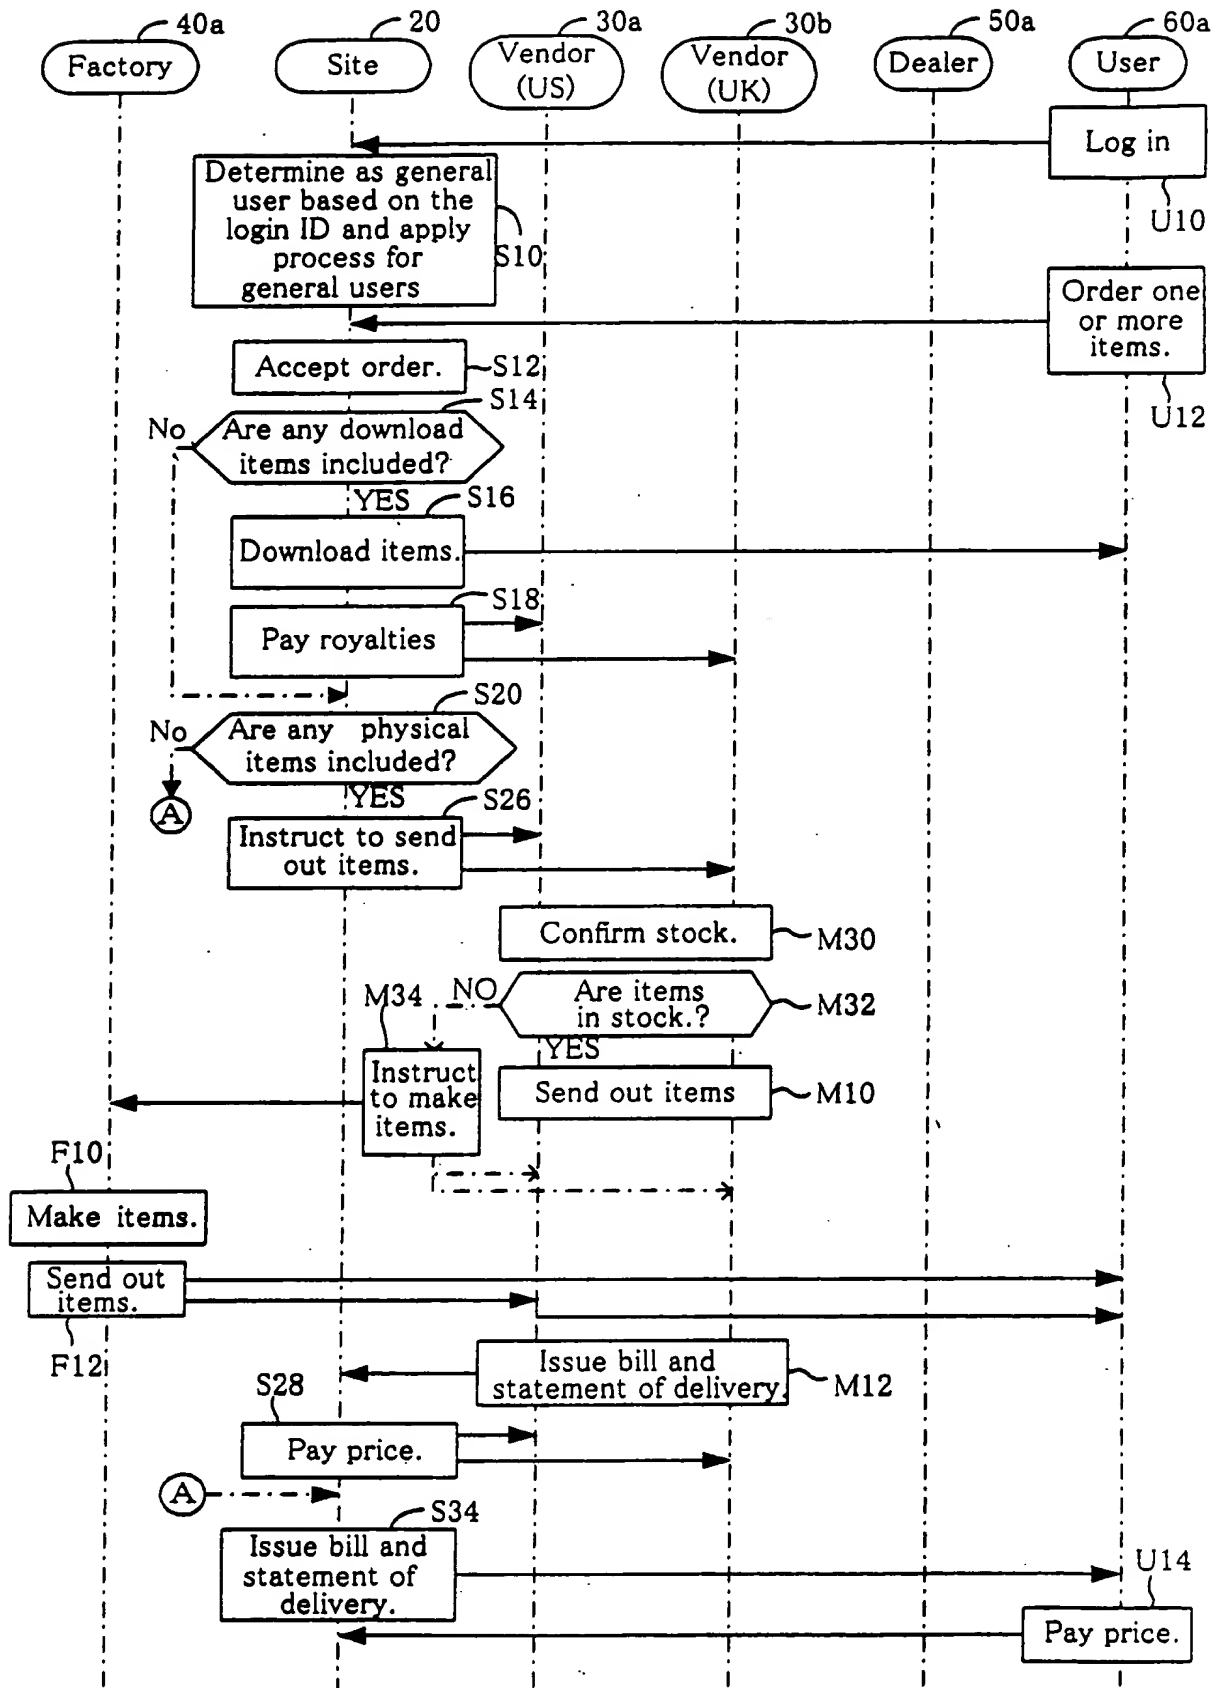 40a
20
30a
30b
50a
60a
Factory
Site
Vendor
(US)
Vendor
(UK)
Dealer
User
Log in
U10
Determine as general
user based on the
login ID and apply
process for
general users
S10
Order one
or more
items.
U12
Accept order.
S12
S14
No
Are any download
items included?
YES
S16
Download items.
S18
Pay royalties
S20
No
Are any physical
items included?
A
YES
S26
Instruct to send
out items.
Confirm stock.
M30
M34
NO
Are items
in stock.?
M32
YES
Instruct
to make
items.
Send out items
M10
F10
Make items.
Send out
items.
F12
Issue bill and
statement of delivery.
M12
S28
Pay price.
A
S34
Issue bill and
statement of
delivery.
U14
Pay price.